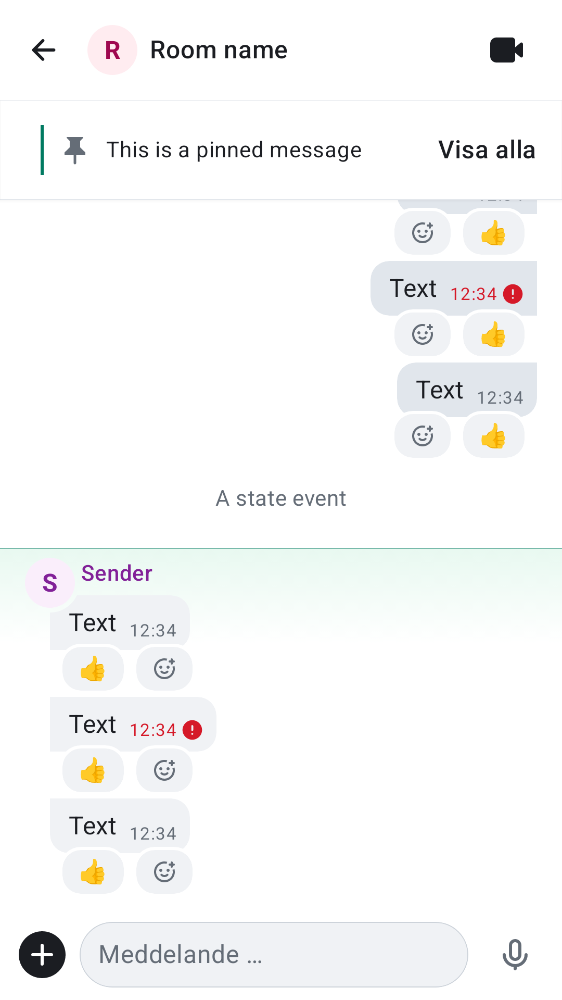 R Room name
This is a pinned message Visa alla
Text 12:34
Text 12:34
A state event
S Sender
Text 12:34
Text 12:34
Text 12:34
Meddelande …